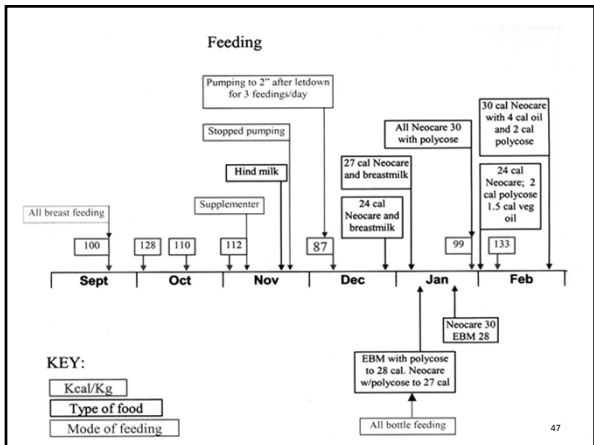 Feeding
Pumping to 2" after letdown
for 3 feedings/day
Stopped pumping
Hind milk
Supplementer
All breast feeding
100
128
110
112
87
27 cal Neocare
and breastmilk
24 cal
Neocare and
breastmilk
All Neocare 30
with polycose
99
30 cal Neocare
with 4 cal oil
and 2 cal
polycose
24 cal
Neocare; 2
cal polycose
1.5 cal veg
oil
133
Sept
Oct
Nov
Dec
Jan
Feb
Neocare 30
EBM 28
EBM with polycose
to 28 cal. Neocare
w/polycose to 27 cal
All bottle feeding
KEY:
Kcal/Kg
Type of food
Mode of feeding
47